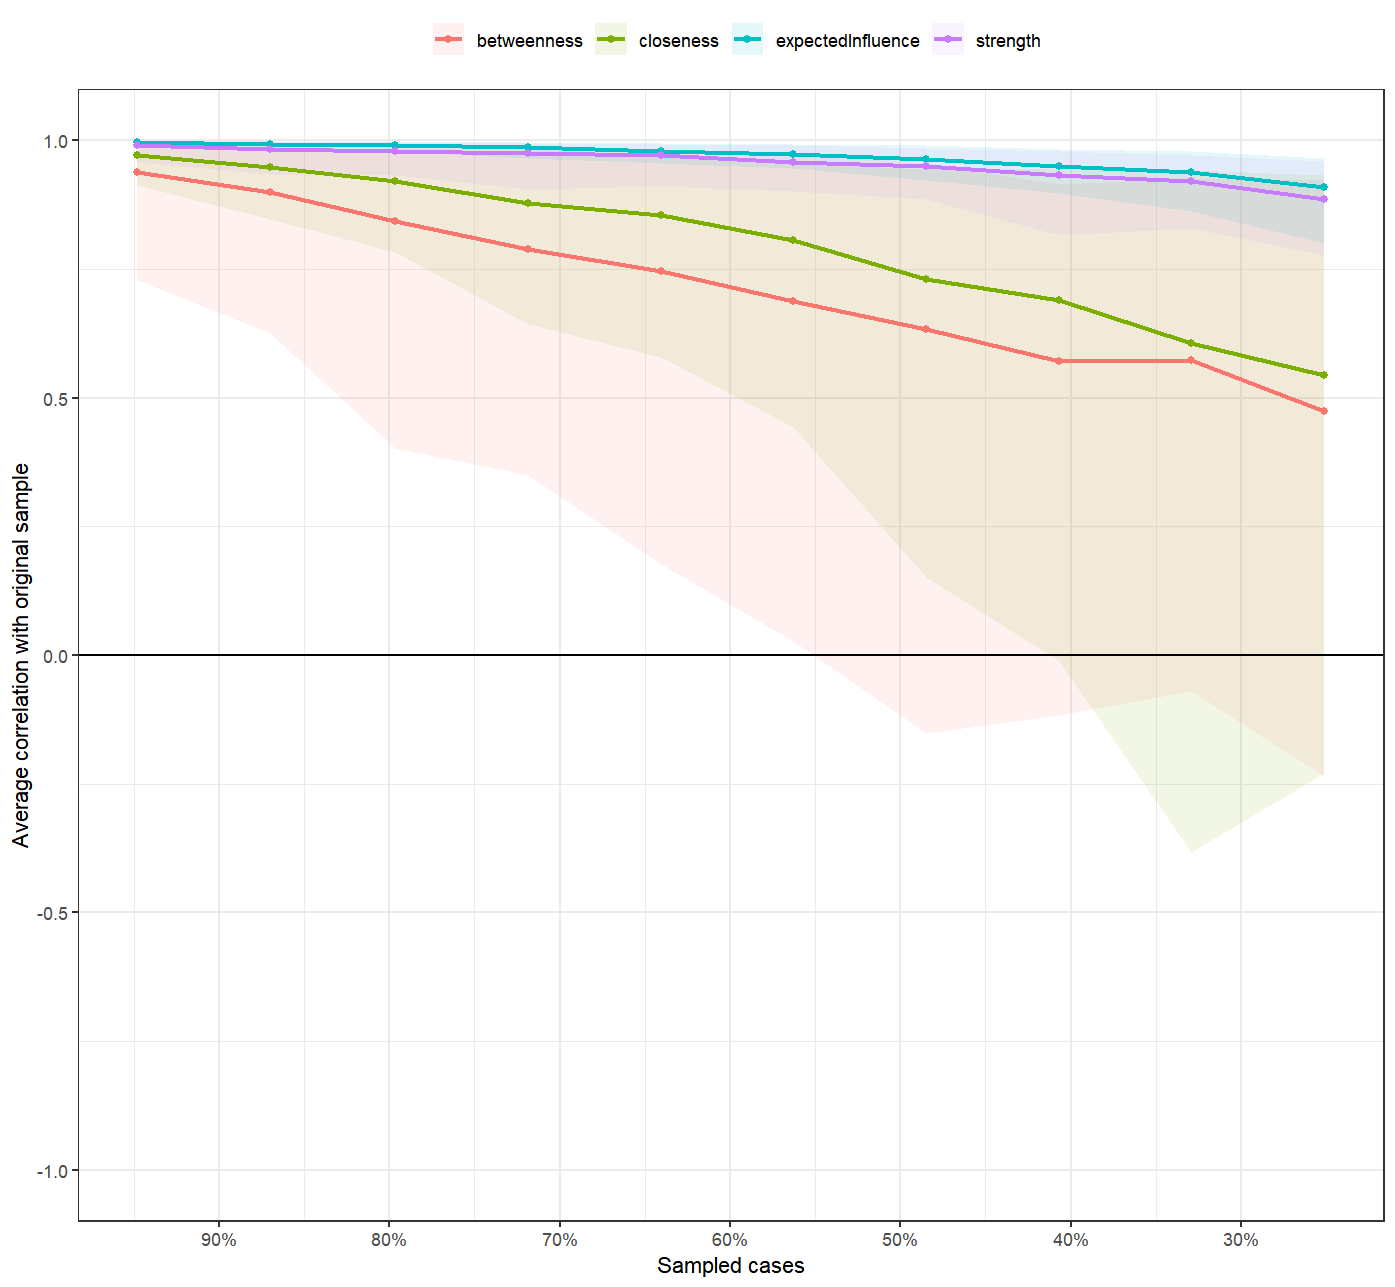 betweenness closeness expectedInfluence strength
Average correlation with original sample
1.0
0.5
0.0
-0.5
-1.0
90% 80% 70% 60% 50% 40% 30%
Sampled cases